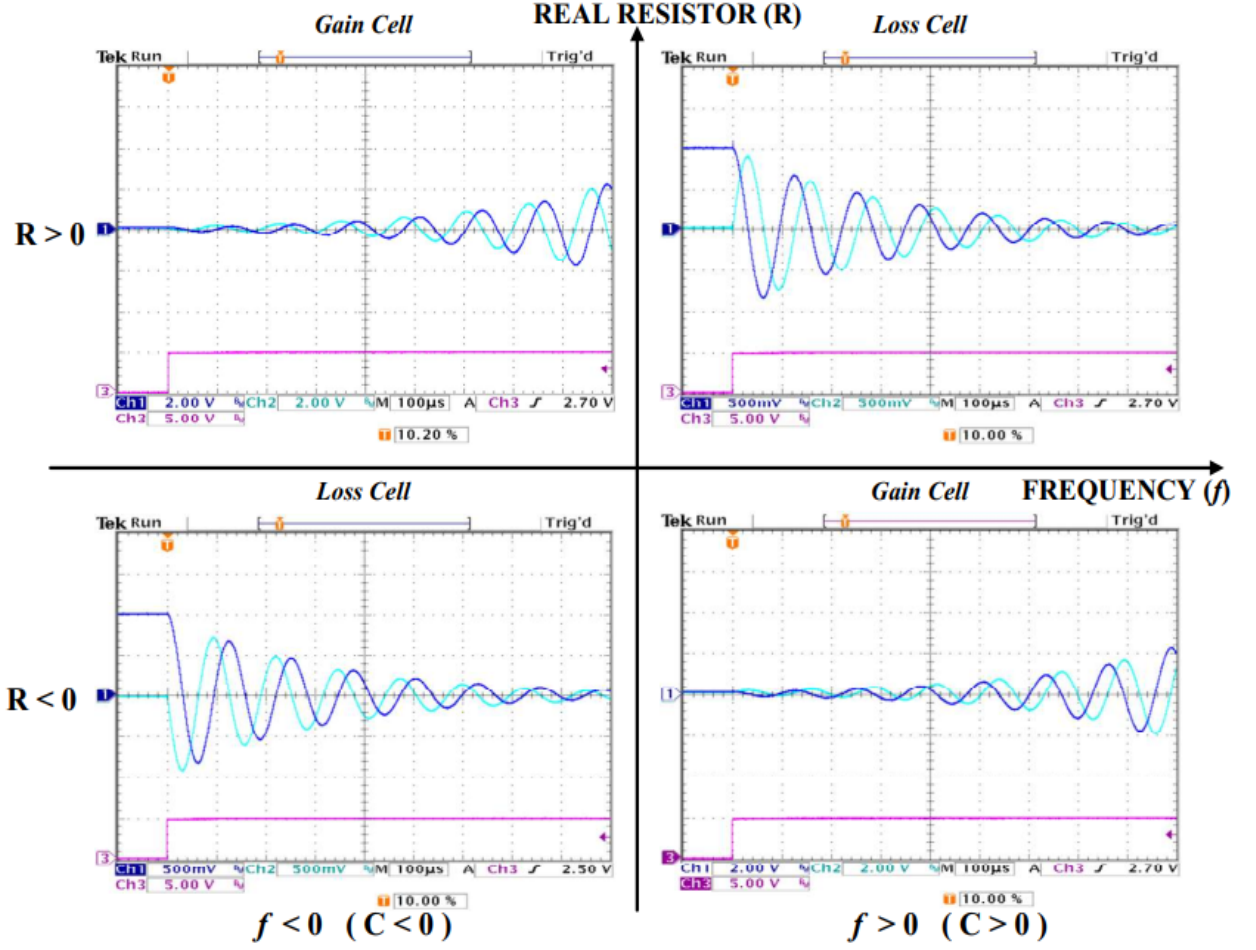 REAL RESISTOR (R)
Gain Cell
Loss Cell
Tek Run
Trig'd
T
T
1
3
Ch1 2.00 V Ch2 2.00 V M 100µs A Ch3 2.70 V
Ch3 5.00 V
T 10.20 %
Tek Run
Trig'd
T
T
1
3
Ch1 500mV Ch2 500mV M 100µs A Ch3 2.70 V
Ch3 5.00 V
T 10.00 %
R > 0
Loss Cell
Gain Cell
FREQUENCY (f)
Tek Run
Trig'd
T
T
1
3
Ch1 500mV Ch2 500mV M 100µs A Ch3 2.50 V
Ch3 5.00 V
T 10.00 %
Tek Run
Trig'd
T
T
1
3
Ch1 2.00 V Ch2 2.00 V M 100µs A Ch3 2.70 V
Ch3 5.00 V
T 10.00 %
R < 0
f < 0 ( C < 0 )
f > 0 ( C > 0 )